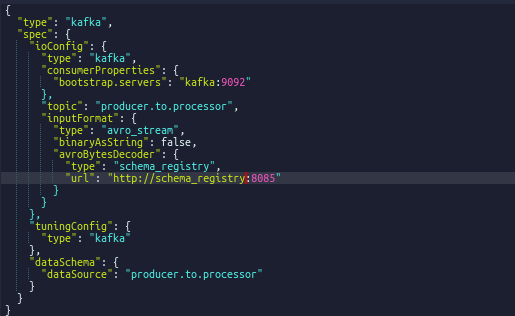 {
  "type": "kafka",
  "spec": {
    "ioConfig": {
      "type": "kafka",
      "consumerProperties": {
        "bootstrap.servers": "kafka:9092"
      },
      "topic": "producer.to.processor",
      "inputFormat": {
        "type": "avro_stream",
        "binaryAsString": false,
        "avroBytesDecoder": {
          "type": "schema_registry",
          "url": "http://schema_registry:8085"
        }
      }
    },
    "tuningConfig": {
      "type": "kafka"
    },
    "dataSchema": {
      "dataSource": "producer.to.processor"
    }
  }
}